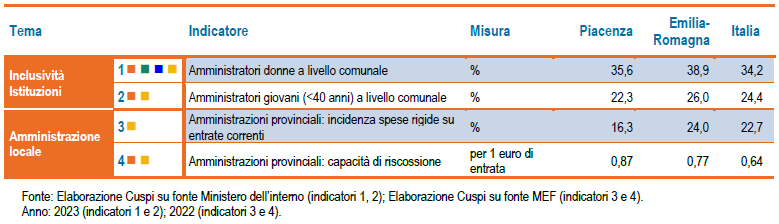 Tema Indicatore Misura Piacenza Emilia-Romagna Italia
Inclusività Istituzioni
1 Amministratori donne a livello comunale % 35,6 38,9 34,2
2 Amministratori giovani (<40 anni) a livello comunale % 22,3 26,0 24,4
Amministrazione locale
3 Amministrazioni provinciali: incidenza spese rigide su entrate correnti % 16,3 24,0 22,7
4 Amministrazioni provinciali: capacità di riscossione per 1 euro di entrata 0,87 0,77 0,64
Fonte: Elaborazione Cuspi su fonte Ministero dell'interno (indicatori 1, 2); Elaborazione Cuspi su fonte MEF (indicatori 3 e 4).
Anno: 2023 (indicatori 1 e 2); 2022 (indicatori 3 e 4).